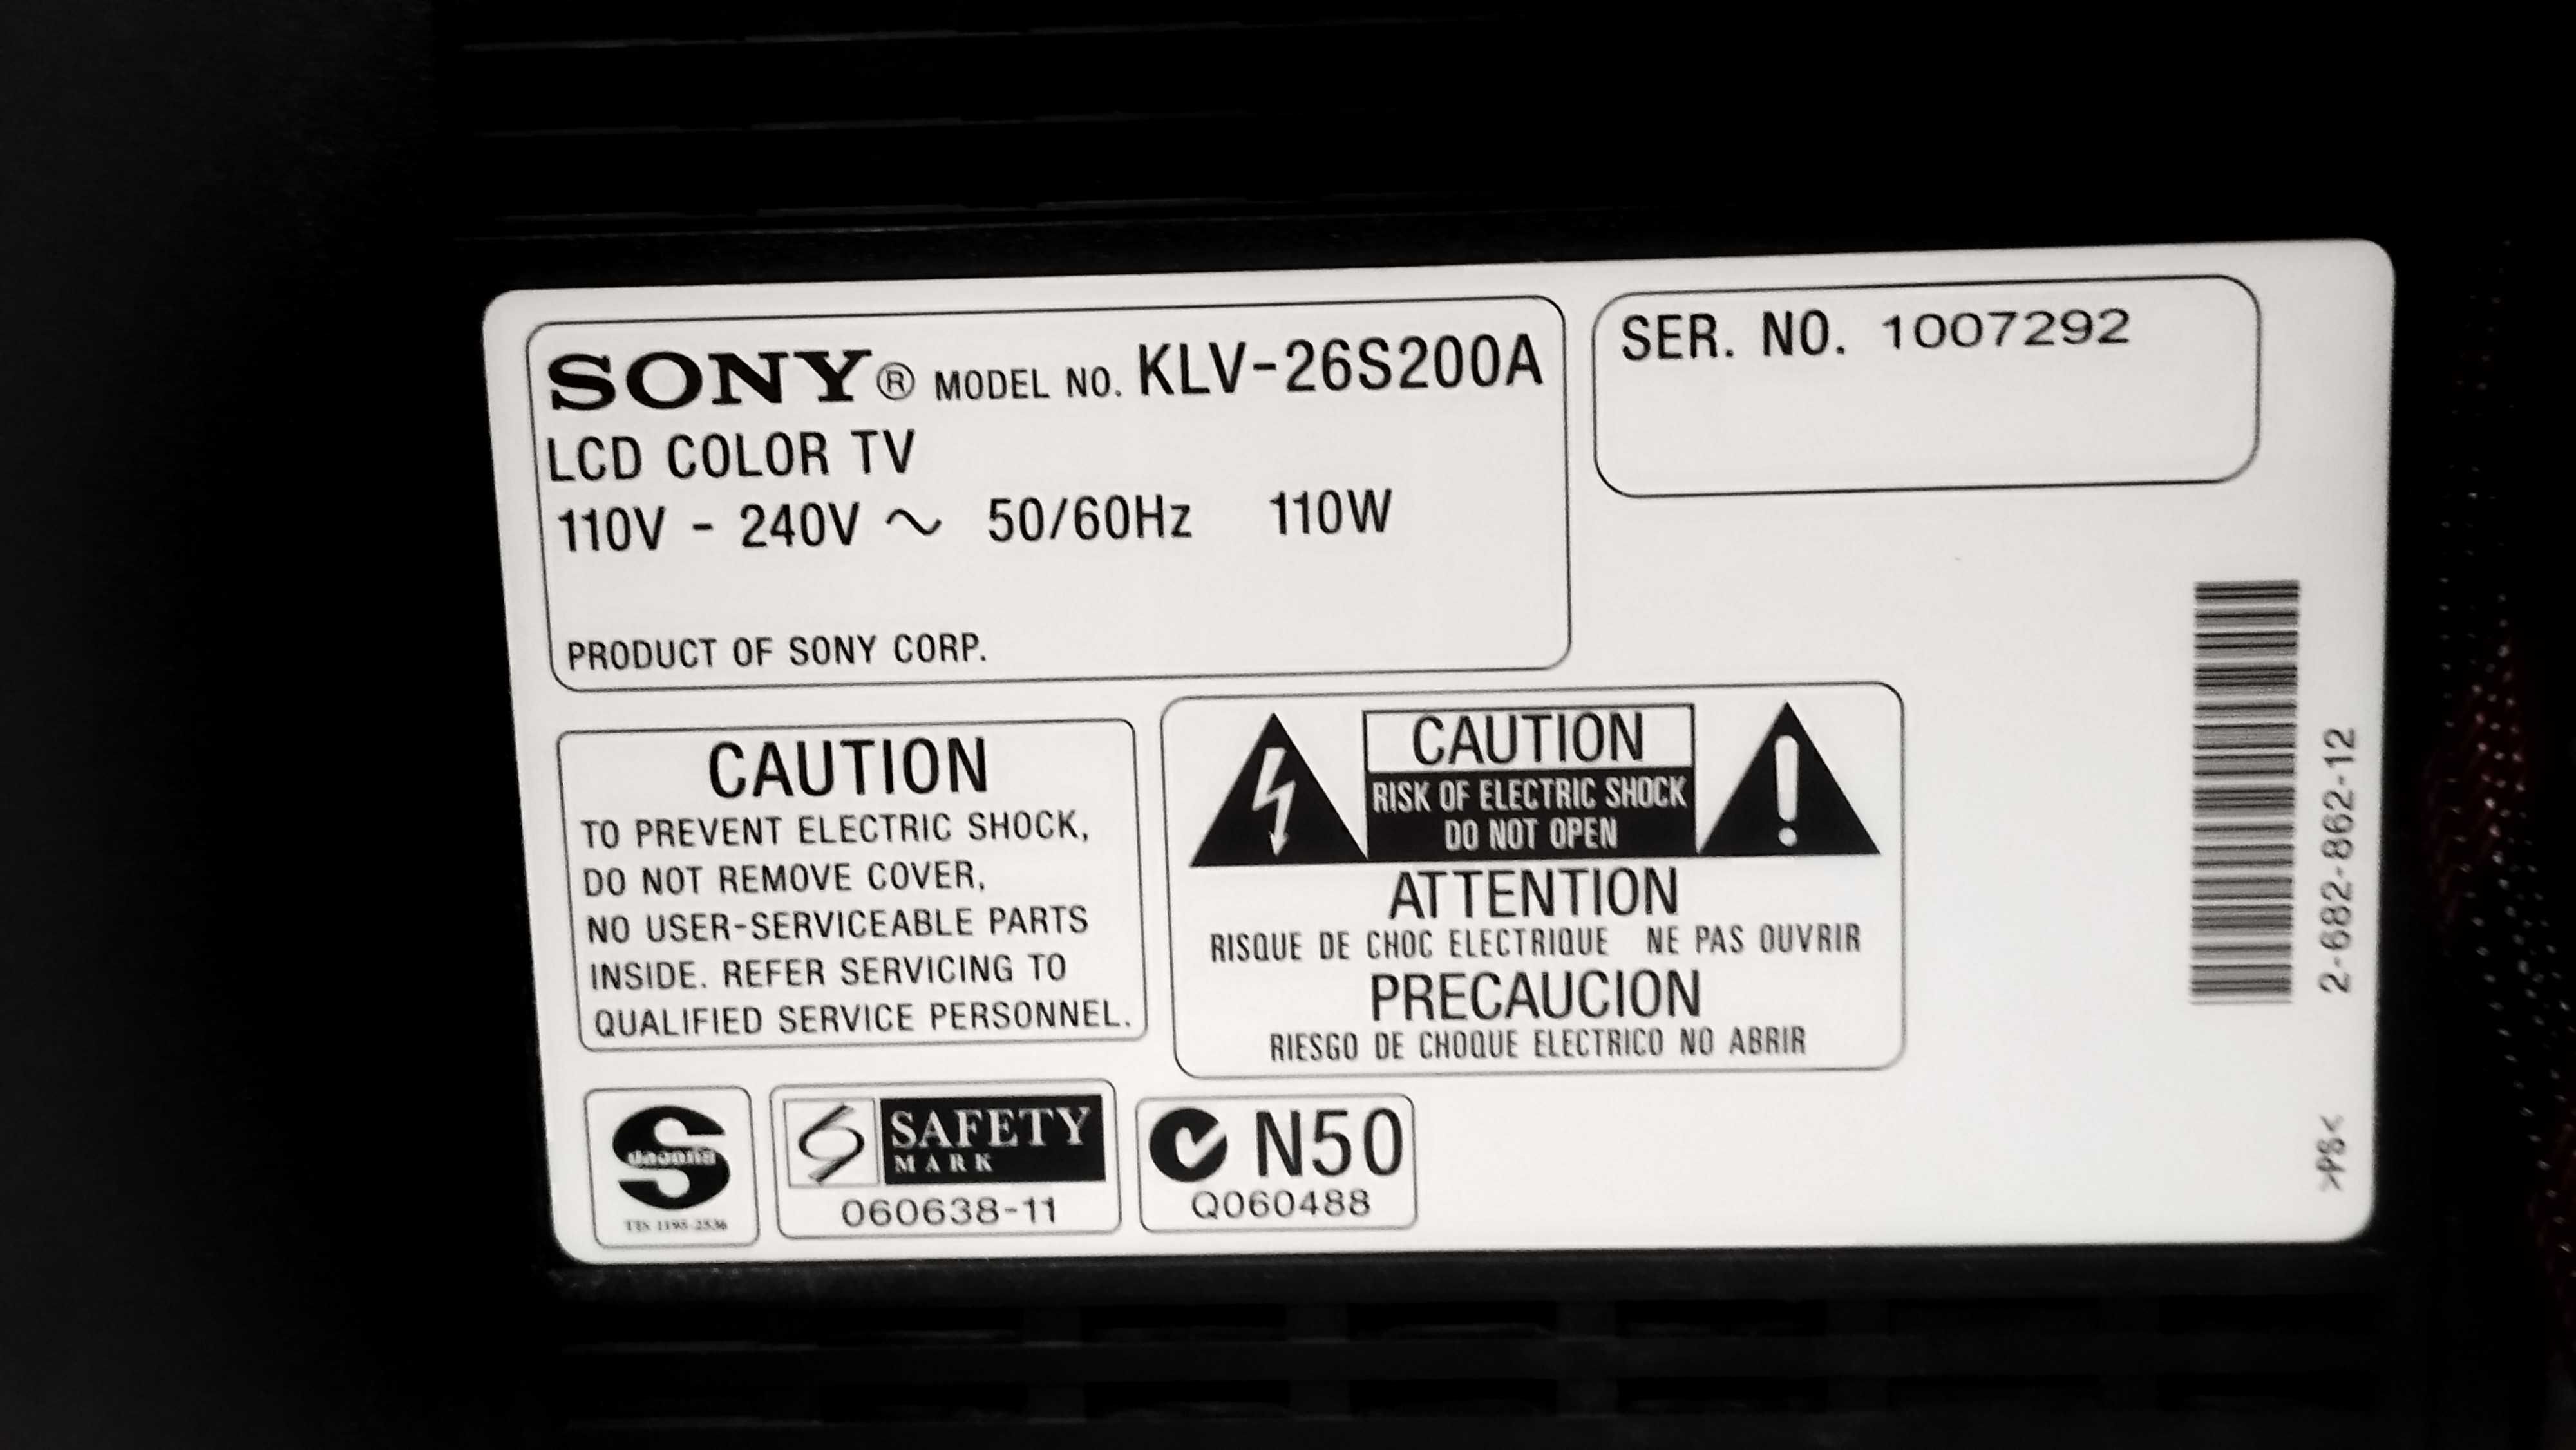 SONY® MODEL NO. KLV-26S200A
LCD COLOR TV
110V - 240V ~ 50/60Hz 110W
PRODUCT OF SONY CORP.
SER. NO. 1007292
CAUTION
TO PREVENT ELECTRIC SHOCK,
DO NOT REMOVE COVER,
NO USER-SERVICEABLE PARTS
INSIDE. REFER SERVICING TO
QUALIFIED SERVICE PERSONNEL.
CAUTION
RISK OF ELECTRIC SHOCK
DO NOT OPEN
ATTENTION
RISQUE DE CHOC ELECTRIQUE NE PAS OUVRIR
PRECAUCION
RIESGO DE CHOQUE ELECTRICO NO ABRIR
TIS 1195-2536
SAFETY
MARK
060638-11
N50
Q060488
2-682-862-12
>PS<